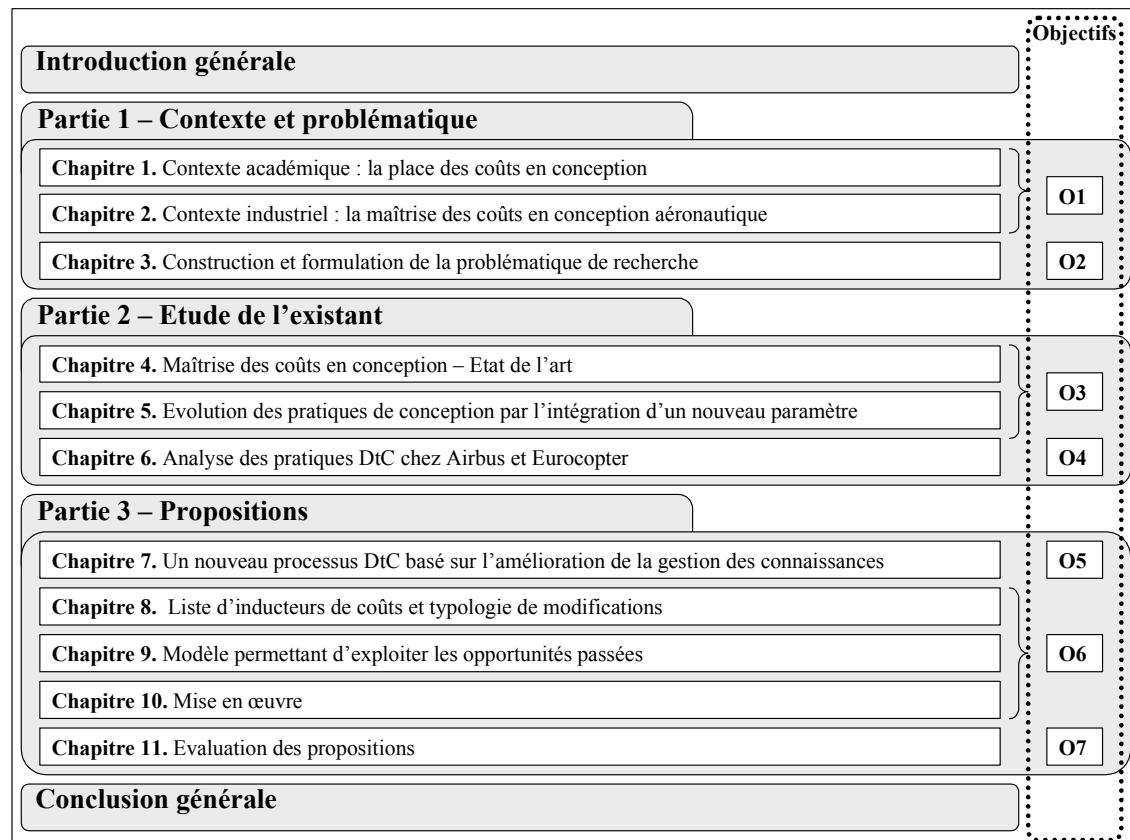 Objectifs
Introduction générale
Partie 1 – Contexte et problématique
Chapitre 1. Contexte académique : la place des coûts en conception
Chapitre 2. Contexte industriel : la maîtrise des coûts en conception aéronautique
O1
Chapitre 3. Construction et formulation de la problématique de recherche
O2
Partie 2 – Etude de l’existant
Chapitre 4. Maîtrise des coûts en conception – Etat de l’art
Chapitre 5. Evolution des pratiques de conception par l’intégration d’un nouveau paramètre
O3
Chapitre 6. Analyse des pratiques DtC chez Airbus et Eurocopter
O4
Partie 3 – Propositions
Chapitre 7. Un nouveau processus DtC basé sur l’amélioration de la gestion des connaissances
O5
Chapitre 8. Liste d’inducteurs de coûts et typologie de modifications
Chapitre 9. Modèle permettant d’exploiter les opportunités passées
O6
Chapitre 10. Mise en œuvre
Chapitre 11. Evaluation des propositions
O7
Conclusion générale